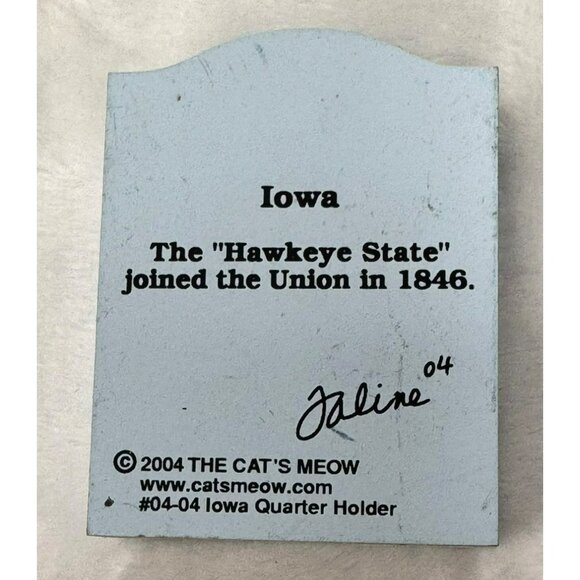 Iowa
The "Hawkeye State"
joined the Union in 1846.
Faline 04
© 2004 THE CAT'S MEOW
www.catsmeow.com
#04-04 Iowa Quarter Holder